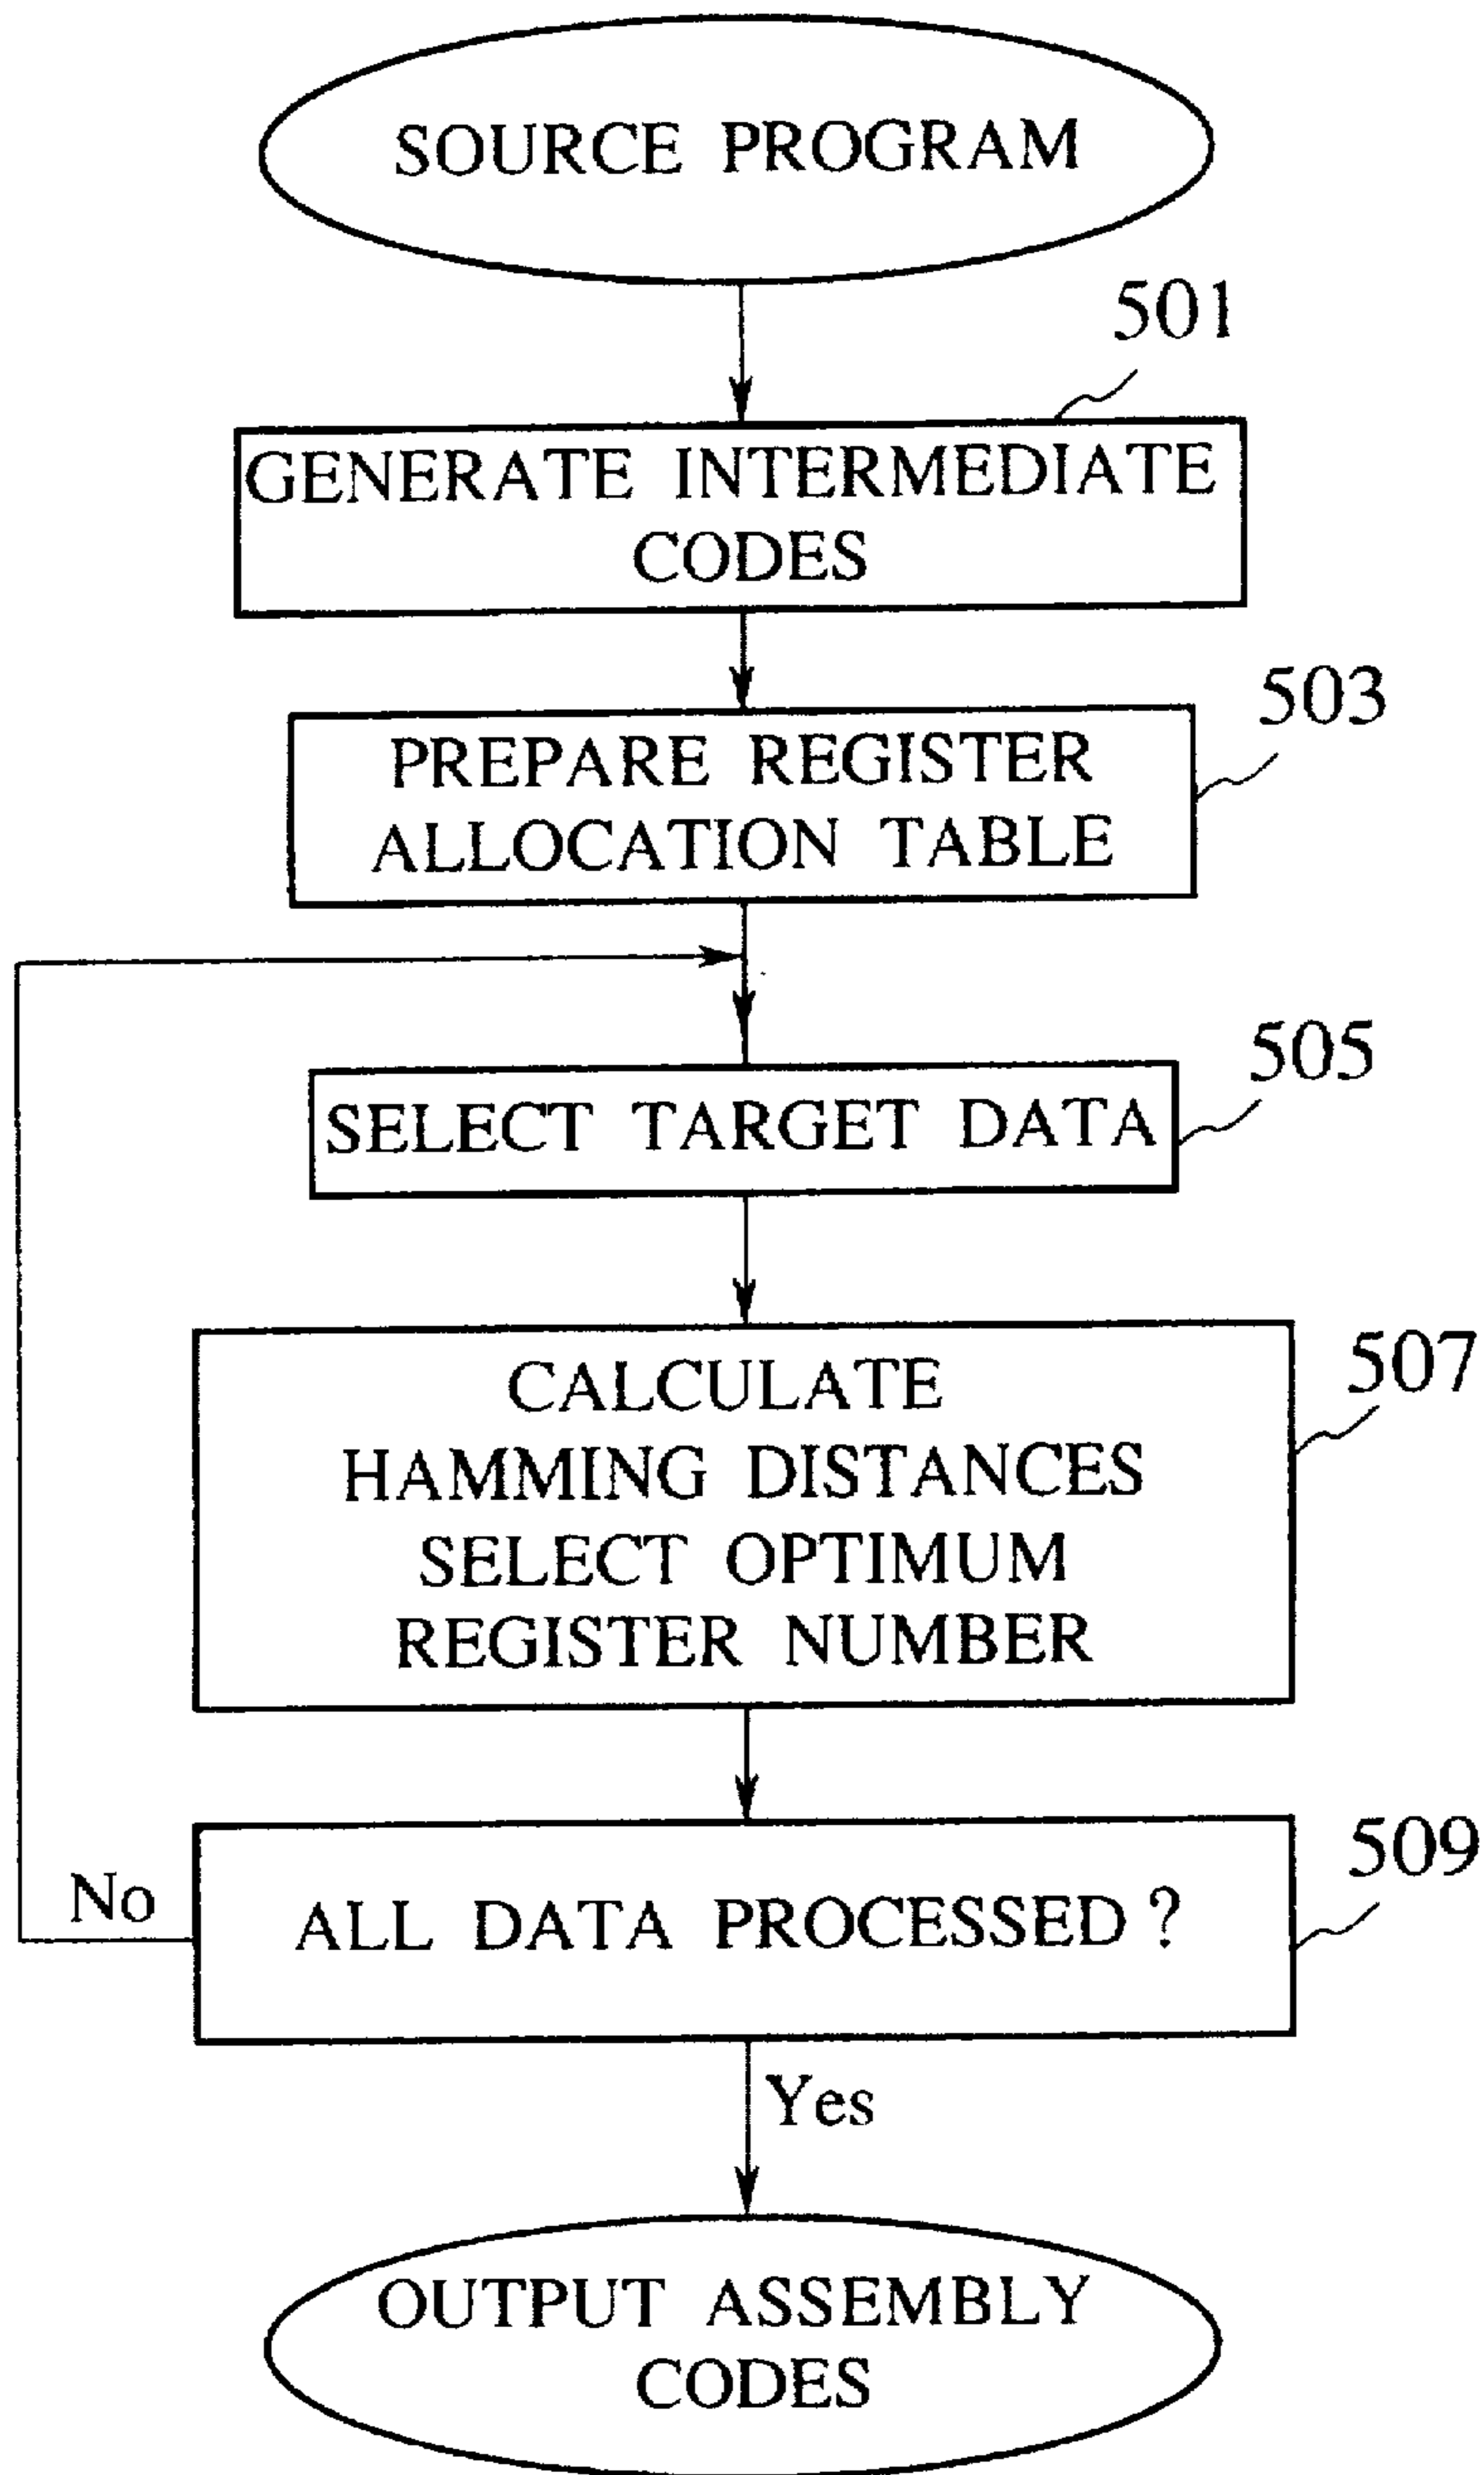 SOURCE PROGRAM
501
GENERATE INTERMEDIATE
CODES
503
PREPARE REGISTER
ALLOCATION TABLE
505
SELECT TARGET DATA
507
CALCULATE
HAMMING DISTANCES
SELECT OPTIMUM
REGISTER NUMBER
509
No
ALL DATA PROCESSED ?
Yes
OUTPUT ASSEMBLY
CODES